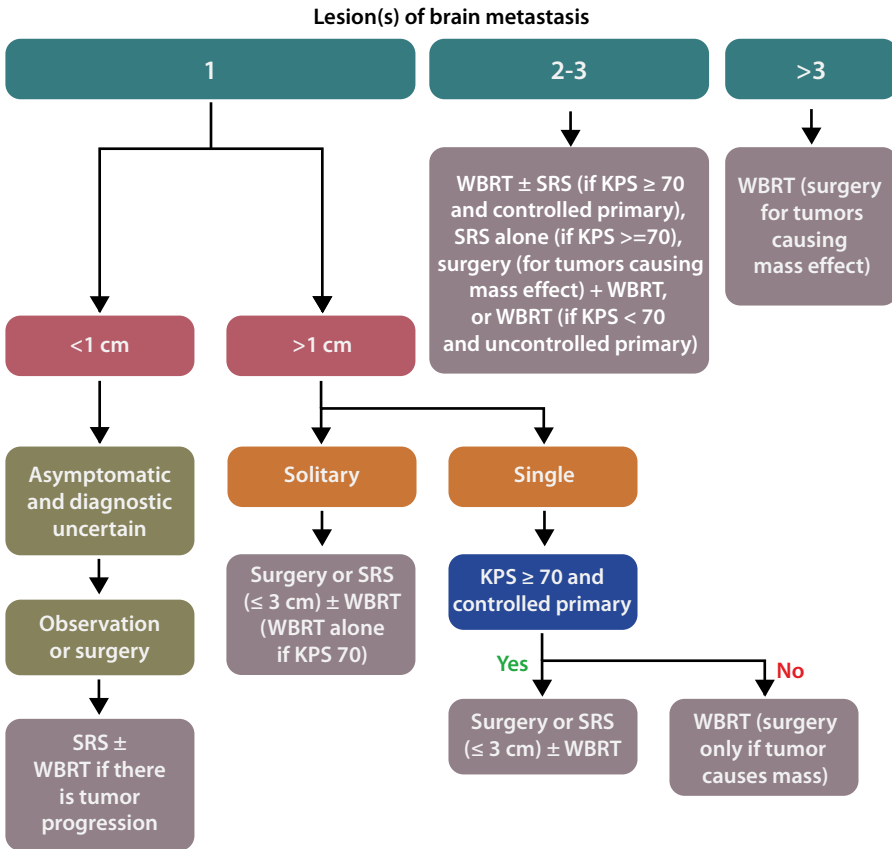 Lesion(s) of brain metastasis
1
2-3
>3
WBRT ± SRS (if KPS ≥ 70
and controlled primary),
SRS alone (if KPS >=70),
surgery (for tumors causing
mass effect) + WBRT,
or WBRT (if KPS < 70
and uncontrolled primary)
WBRT (surgery
for tumors
causing
mass effect)
<1 cm
>1 cm
Asymptomatic
and diagnostic
uncertain
Solitary
Single
Observation
or surgery
Surgery or SRS
(≤ 3 cm) ± WBRT
(WBRT alone
if KPS 70)
KPS ≥ 70 and
controlled primary
Yes
No
SRS ±
WBRT if there
is tumor
progression
Surgery or SRS
(≤ 3 cm) ± WBRT
WBRT (surgery
only if tumor
causes mass)